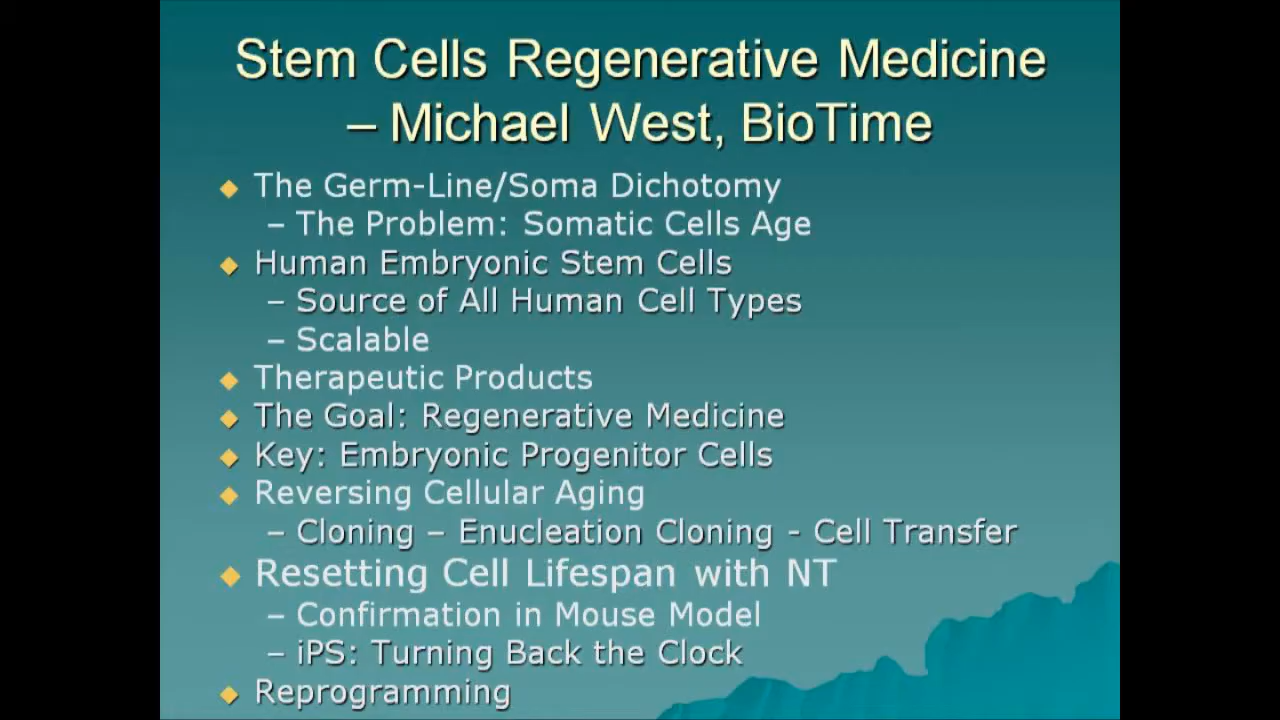 Stem Cells Regenerative Medicine
– Michael West, BioTime
The Germ-Line/Soma Dichotomy
– The Problem: Somatic Cells Age
Human Embryonic Stem Cells
– Source of All Human Cell Types
– Scalable
Therapeutic Products
The Goal: Regenerative Medicine
Key: Embryonic Progenitor Cells
Reversing Cellular Aging
– Cloning – Enucleation Cloning - Cell Transfer
Resetting Cell Lifespan with NT
– Confirmation in Mouse Model
– iPS: Turning Back the Clock
Reprogramming